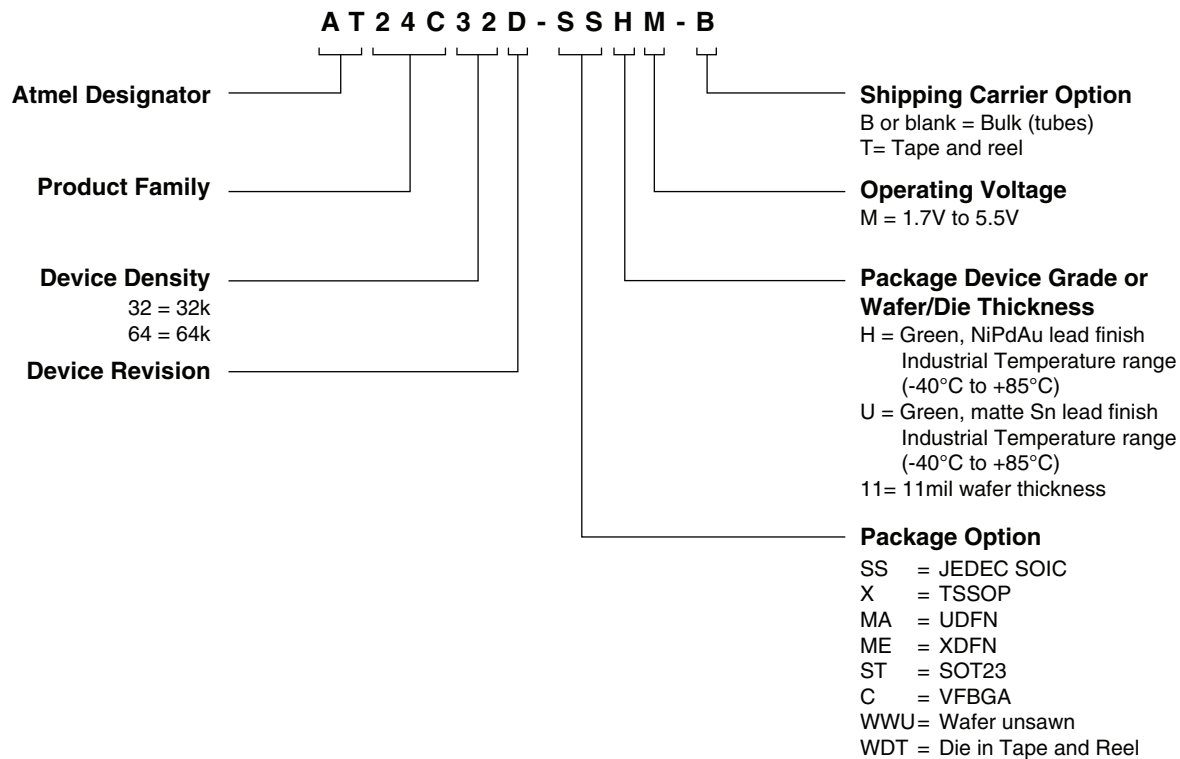 AT24C32D-SSHM-B
Atmel Designator
Product Family
Device Density
32 = 32k
64 = 64k
Device Revision
Shipping Carrier Option
B or blank = Bulk (tubes)
T= Tape and reel
Operating Voltage
M = 1.7V to 5.5V
Package Device Grade or
Wafer/Die Thickness
H = Green, NiPdAu lead finish
Industrial Temperature range
(-40°C to +85°C)
U = Green, matte Sn lead finish
Industrial Temperature range
(-40°C to +85°C)
11= 11mil wafer thickness
Package Option
SS = JEDEC SOIC
X = TSSOP
MA = UDFN
ME = XDFN
ST = SOT23
C = VFBGA
WWU= Wafer unsawn
WDT = Die in Tape and Reel